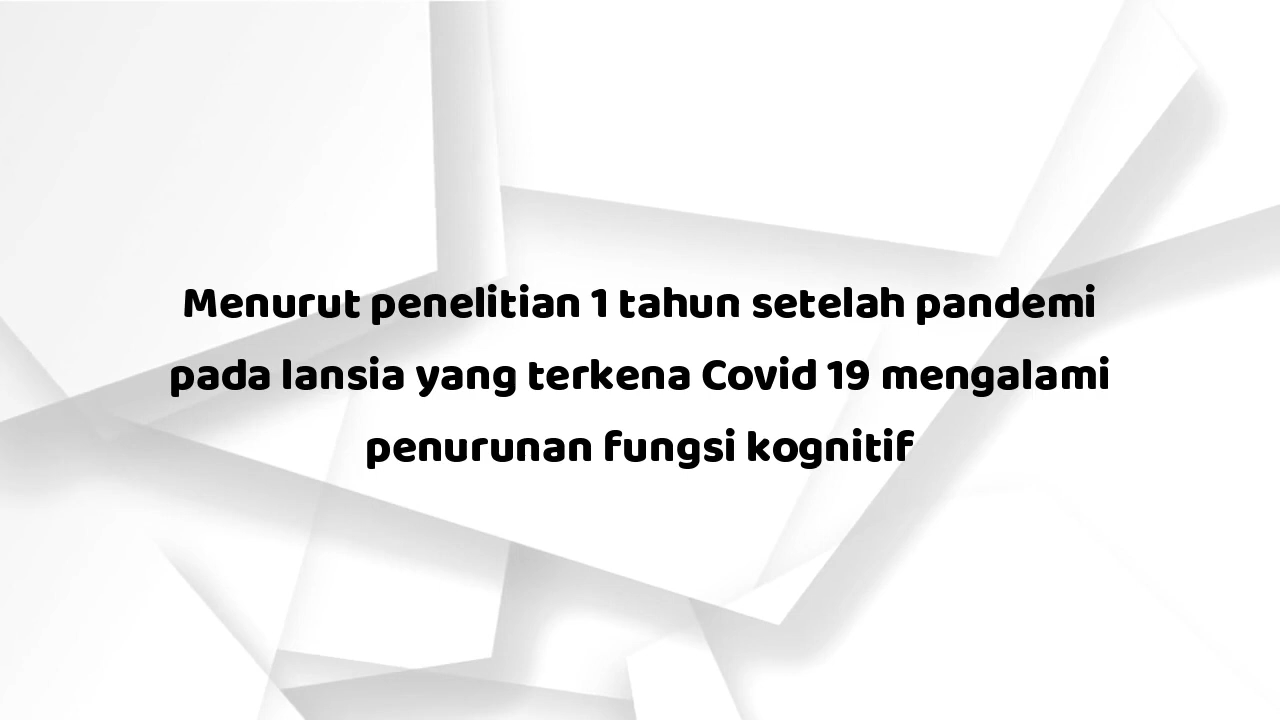 Menurut penelitian 1 tahun setelah pandemi
pada lansia yang terkena Covid 19 mengalami
penurunan fungsi kognitif